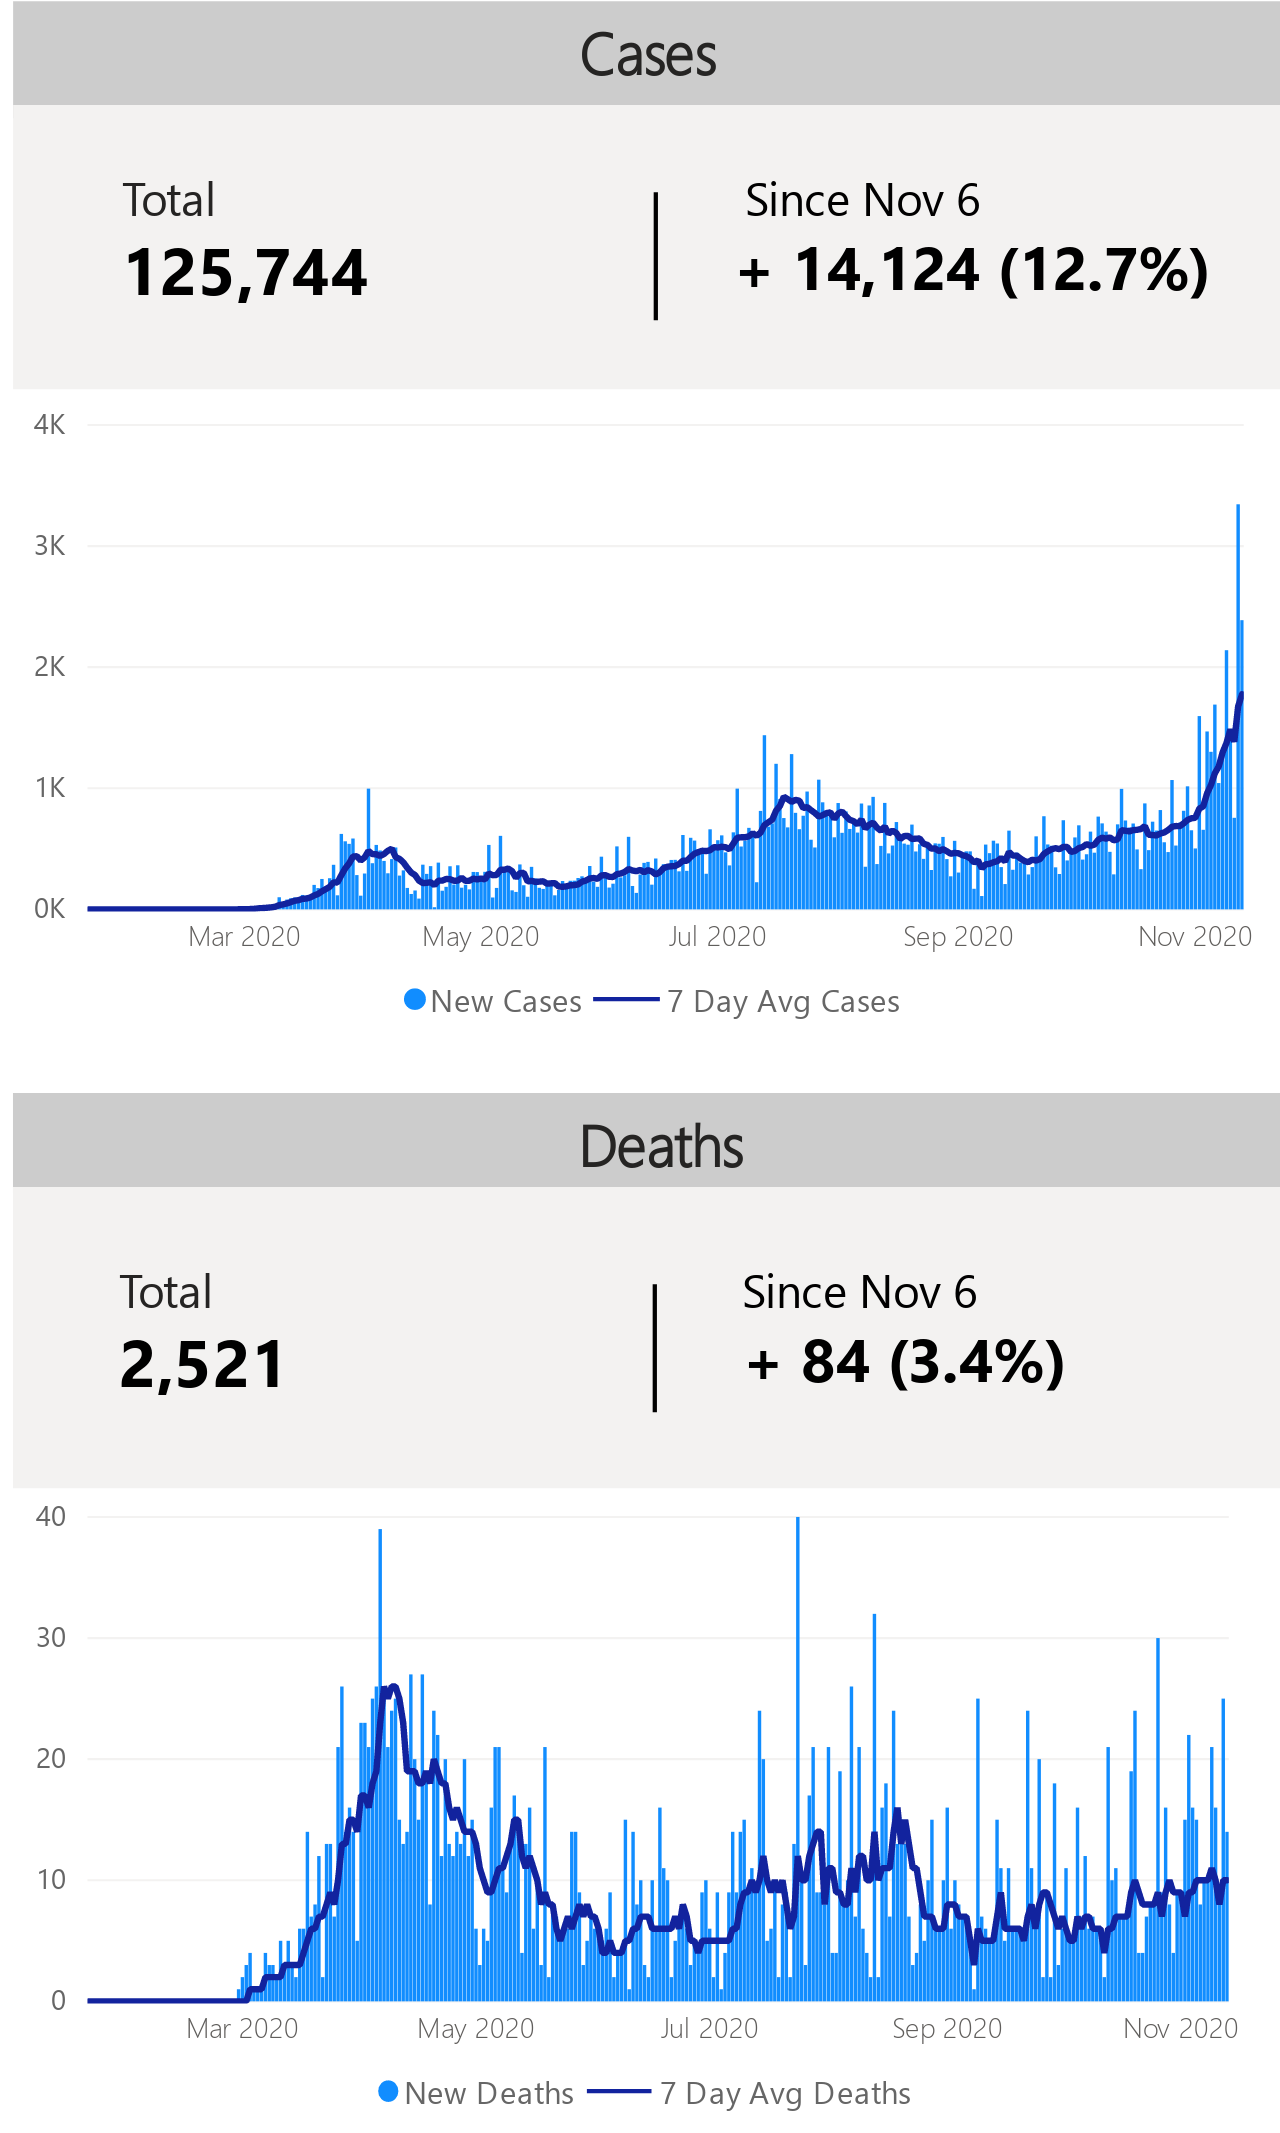 Cases
Total
Since Nov 6
125,744
+ 14,124 (12.7%)
4K
3K
2K
1K
0K
Mar 2020
May 2020
Jul 2020
Sep 2020
Nov 2020
New Cases
7 Day Avg Cases
Deaths
Total
Since Nov 6
2,521
+ 84 (3.4%)
40
30
20
10
0
Mar 2020
May 2020
Jul 2020
Sep 2020
Nov 2020
New Deaths
7 Day Avg Deaths